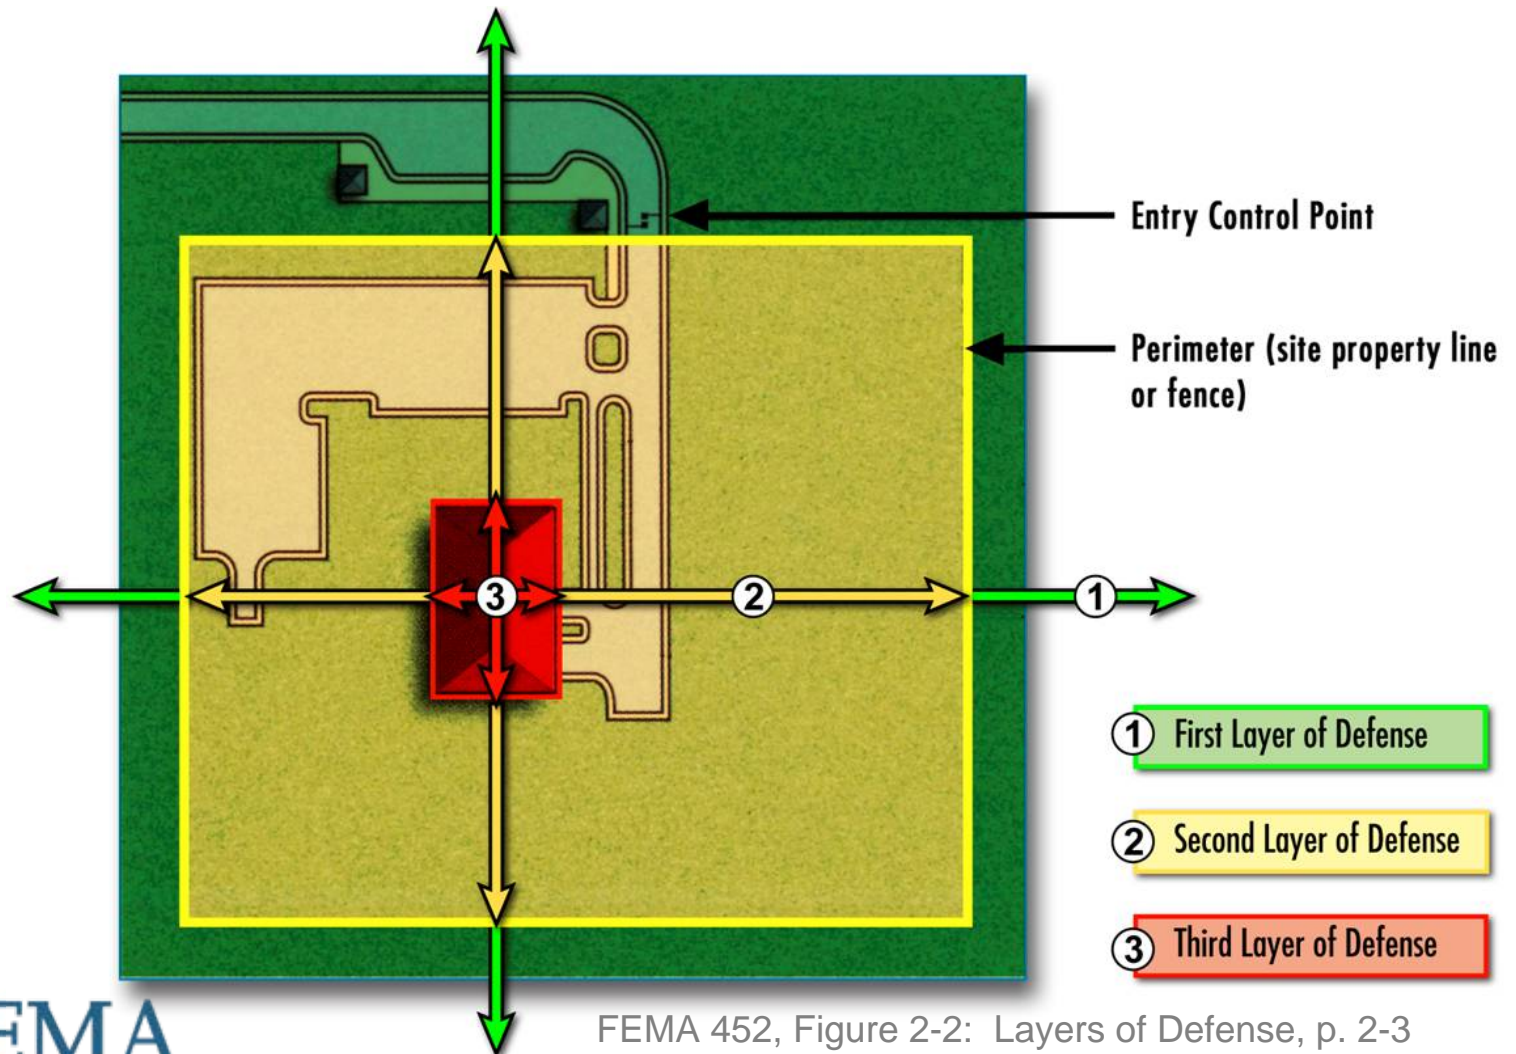 Entry Control Point
Perimeter (site property line
or fence)
3
2
1
1 First Layer of Defense
2 Second Layer of Defense
3 Third Layer of Defense
EMA
FEMA 452, Figure 2-2: Layers of Defense, p. 2-3